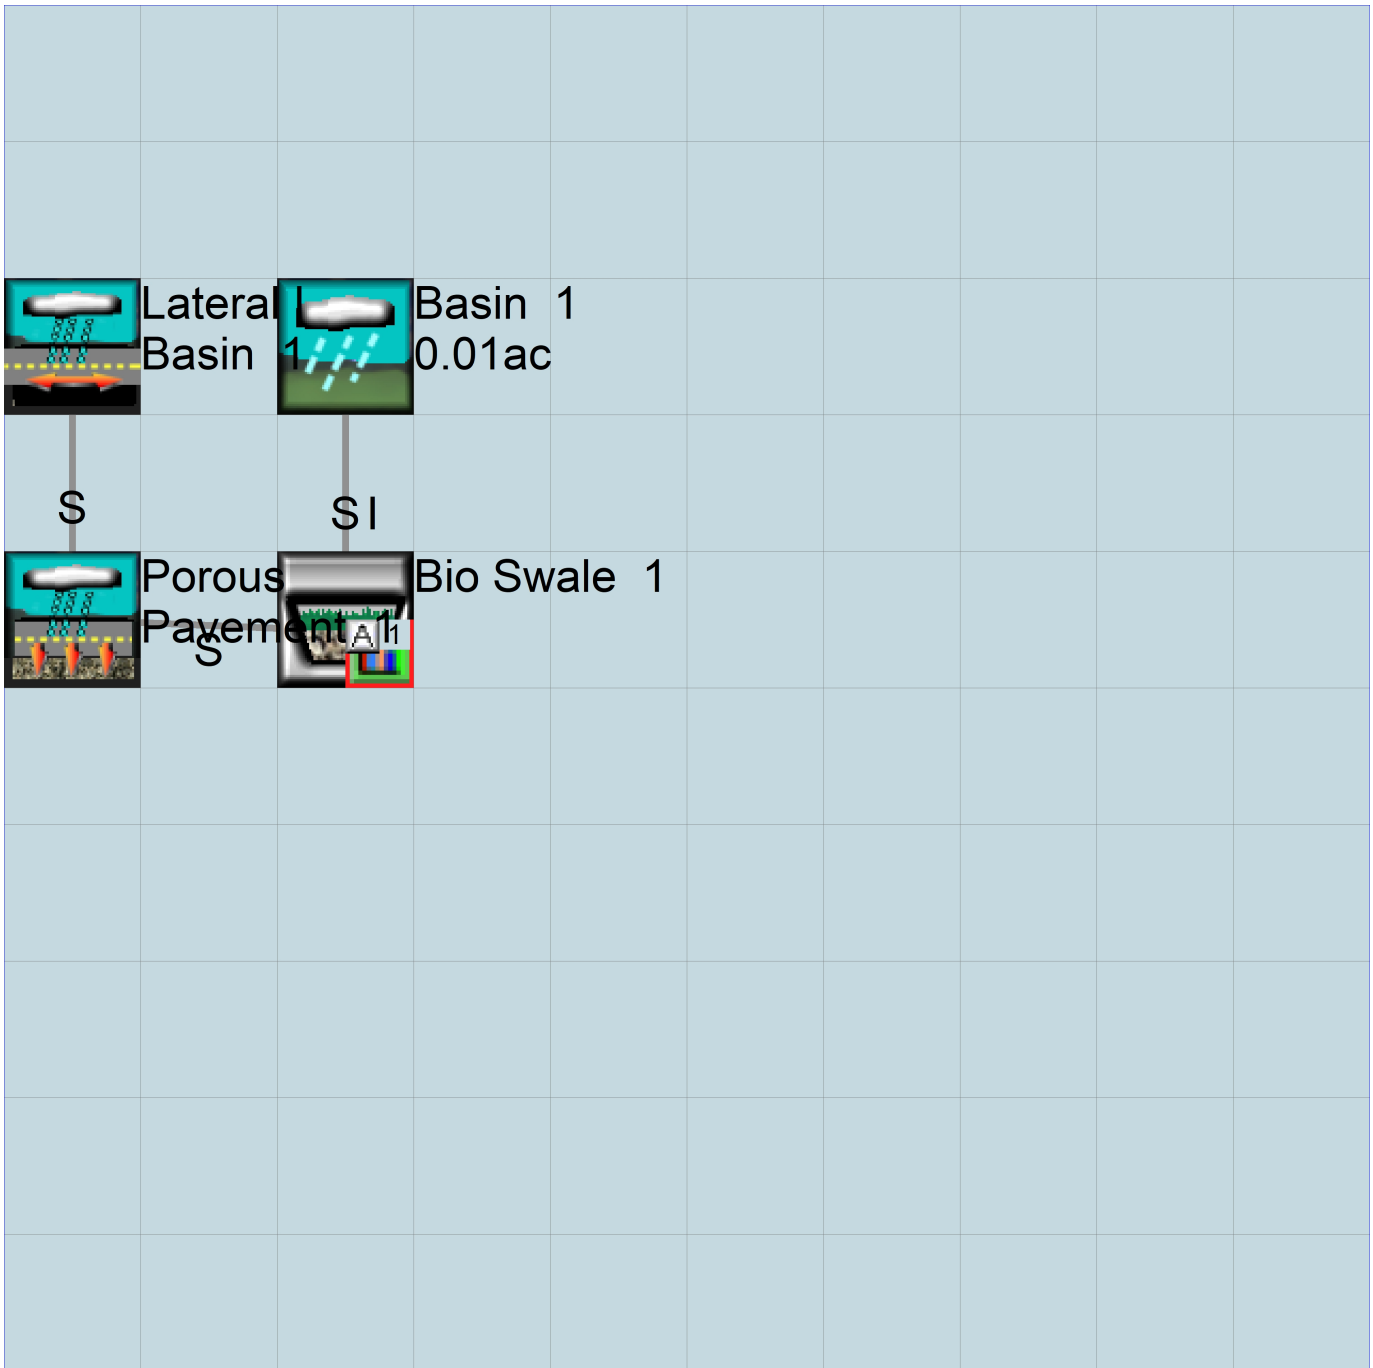 Lateral I
Basin 1
Basin 1
0.01ac
S
S I
Porous
Pavement 1
Bio Swale 1
S
A
1